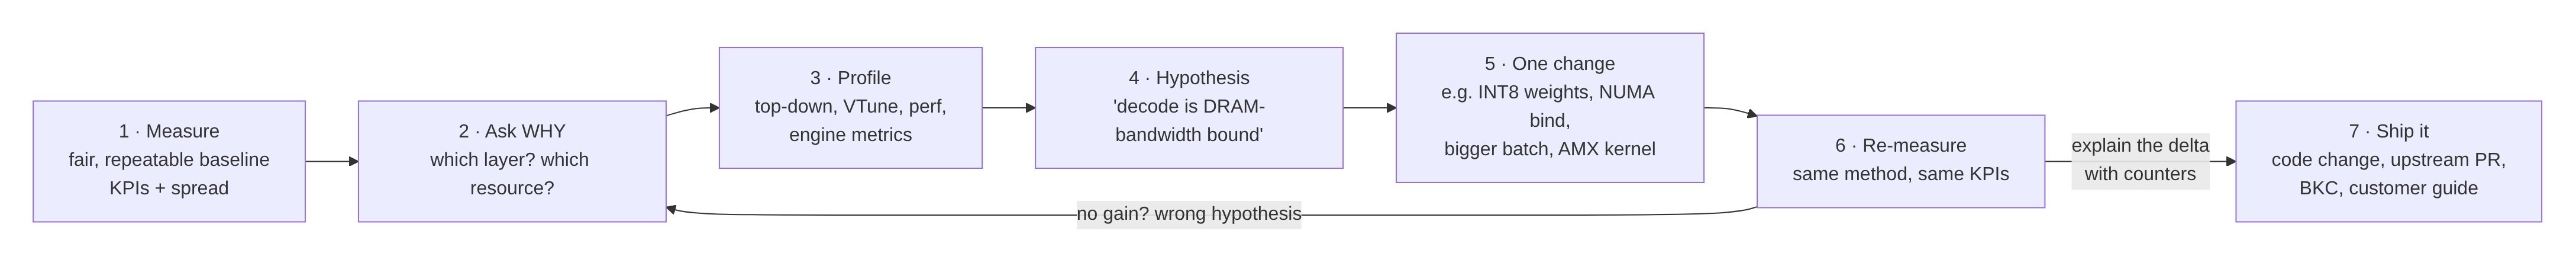 1 · Measure
fair, repeatable baseline
KPIs + spread
2 · Ask WHY
which layer? which
resource?
3 · Profile
top-down, VTune, perf,
engine metrics
4 · Hypothesis
'decode is DRAM-
bandwidth bound'
5 · One change
e.g. INT8 weights, NUMA
bind,
bigger batch, AMX kernel
6 · Re-measure
same method, same KPIs
no gain? wrong hypothesis
explain the delta
with counters
7 · Ship it
code change, upstream PR,
BKC, customer guide